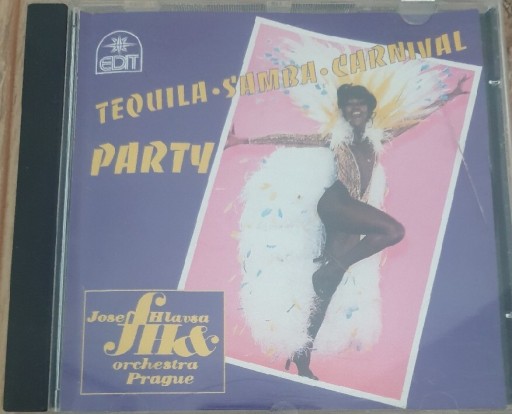 EDIT
TEQUILA • SAMBA • CARNIVAL
PARTY
Josef Hlavsa
JH&
orchestra
Prague